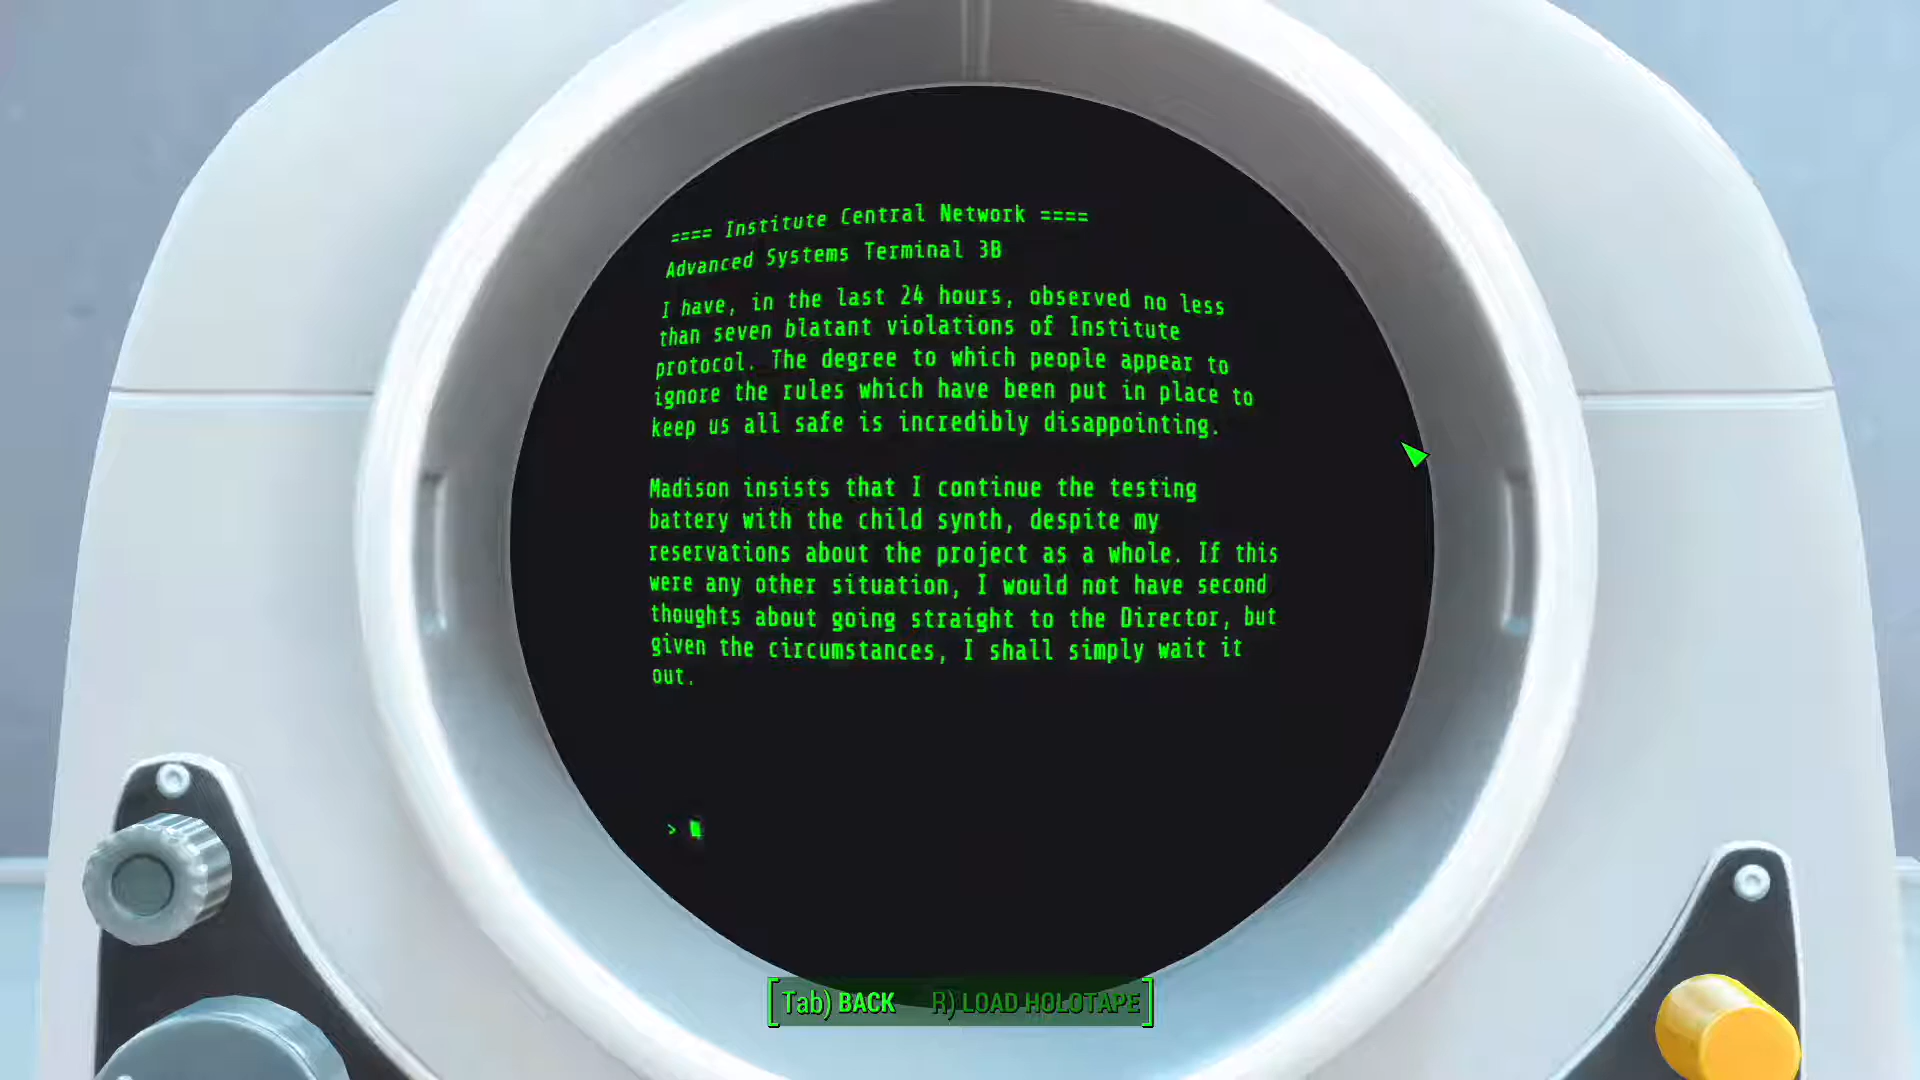 ==== Institute Central Network ====
Advanced Systems Terminal 3B
I have, in the last 24 hours, observed no less
than seven blatant violations of Institute
protocol. The degree to which people appear to
ignore the rules which have been put in place to
keep us all safe is incredibly disappointing.
Madison insists that I continue the testing
battery with the child synth, despite my
reservations about the project as a whole. If this
were any other situation, I would not have second
thoughts about going straight to the Director, but
given the circumstances, I shall simply wait it
out.
>
Tab) BACK R) LOAD HOLOTAPE